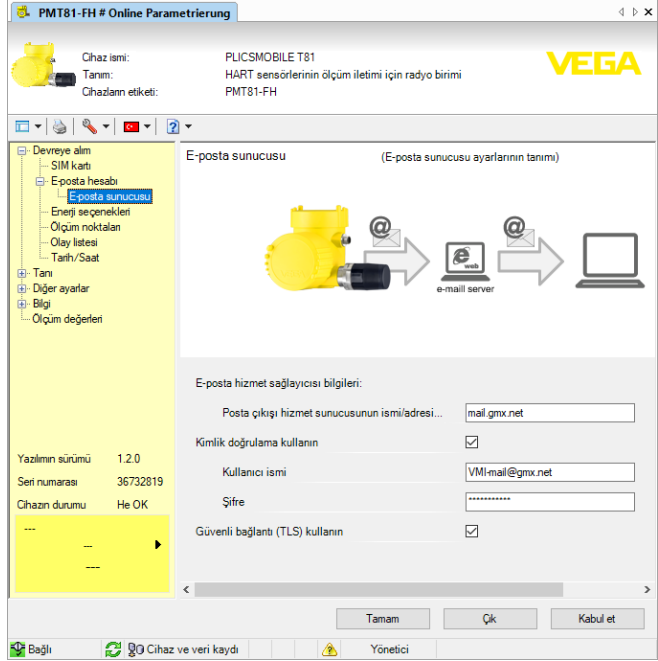 PMT81-FH # Online Parametrierung
Cihaz ismi: PLICSMOBILE T81
Tanım: HART sensörlerinin ölçüm iletimi için radyo birimi
Cihazların etiketi: PMT81-FH
VEGA
Devreye alım
SIM kartı
E-posta hesabı
E-posta sunucusu
Enerji seçenekleri
Ölçüm noktaları
Olay listesi
Tarih/Saat
Tanı
Diğer ayarlar
Bilgi
Ölçüm değerleri
Yazılımın sürümü 1.2.0
Seri numarası 36732819
Cihazın durumu He OK
---
---
---
E-posta sunucusu (E-posta sunucusu ayarlarının tanımı)
@ @
e web
e-maill server
E-posta hizmet sağlayıcısı bilgileri:
Posta çıkışı hizmet sunucusunun ismi/adresi... mail.gmx.net
Kimlik doğrulama kullanın
Kullanıcı ismi VMI-mail@gmx.net
Şifre ***********
Güvenli bağlantı (TLS) kullanın
Tamam Çık Kabul et
Bağlı Cihaz ve veri kaydı Yönetici